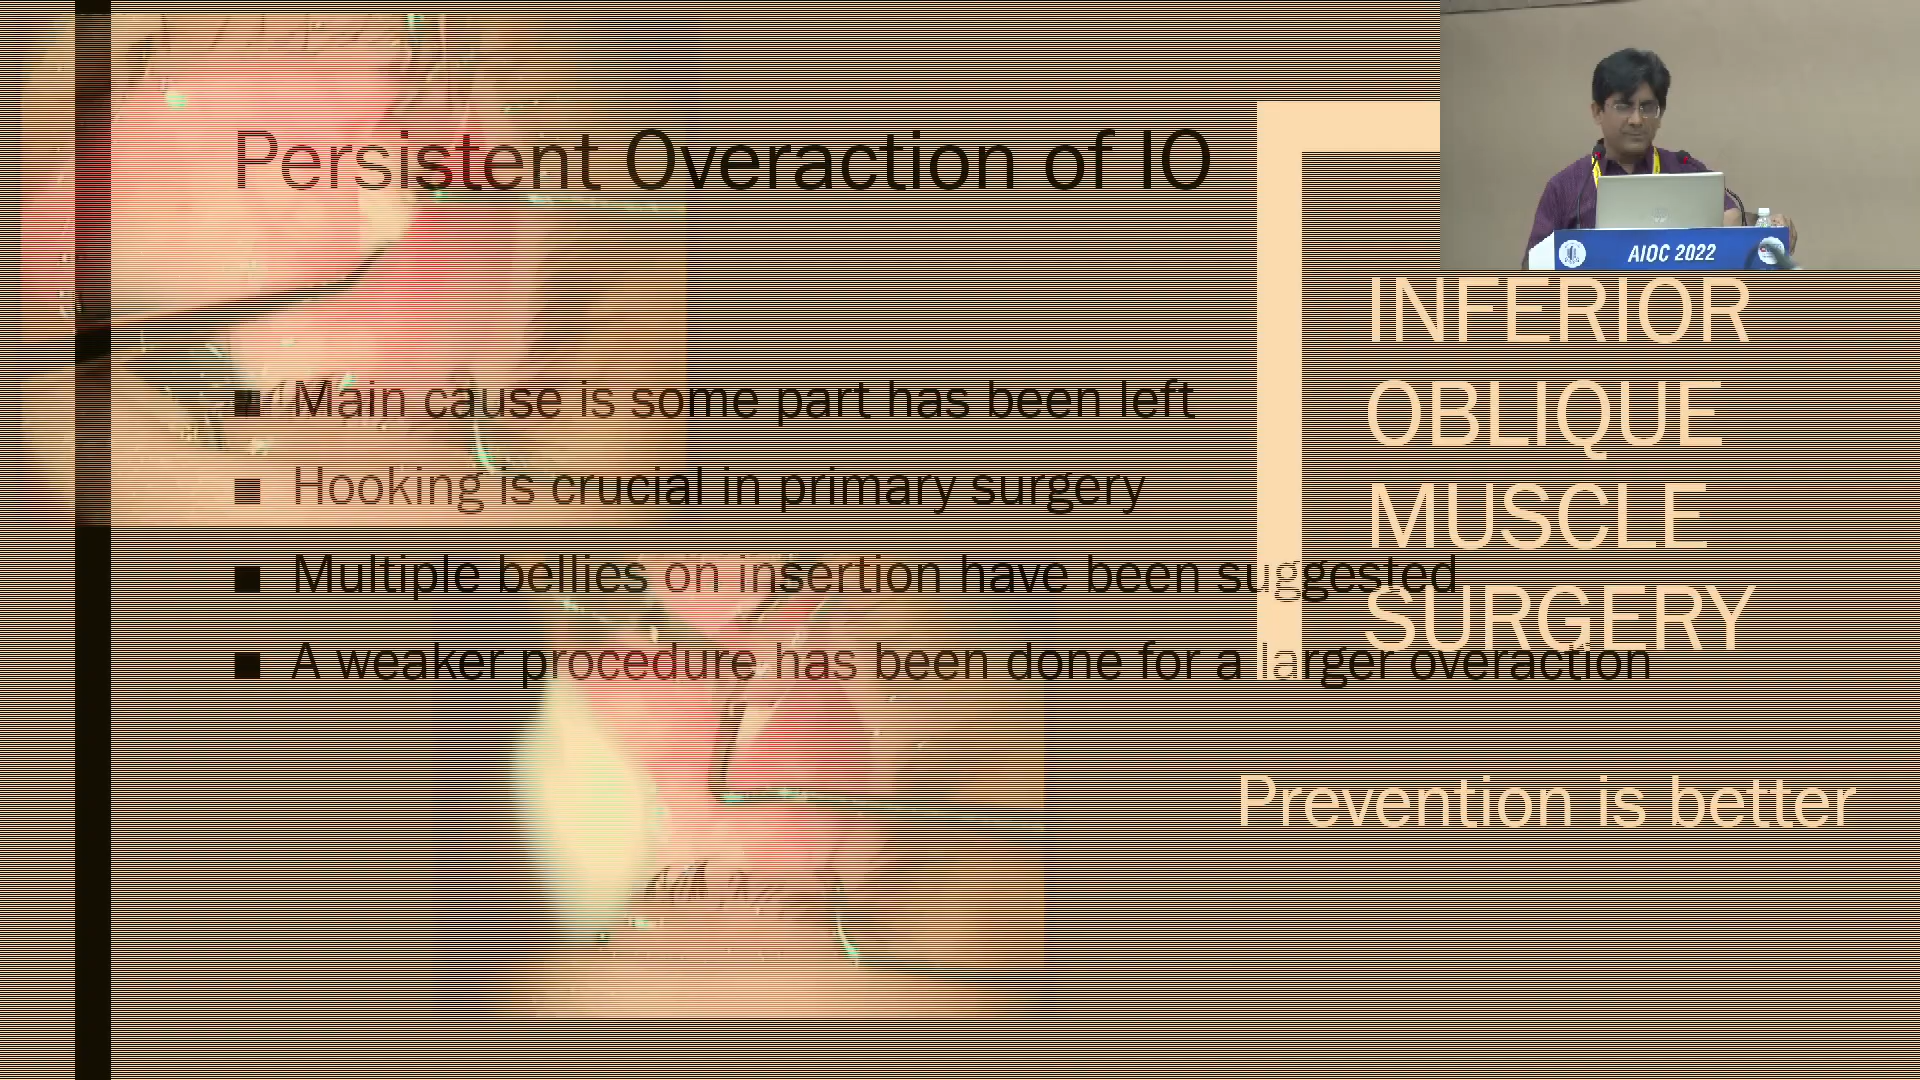 Persistent Overaction of IO
■ Main cause is some part has been left
■ Hooking is crucial in primary surgery
■ Multiple bellies on insertion have been suggested
■ A weaker procedure has been done for a larger overaction
AIOC 2022
INFERIOR
OBLIQUE
MUSCLE
SURGERY
Prevention is better